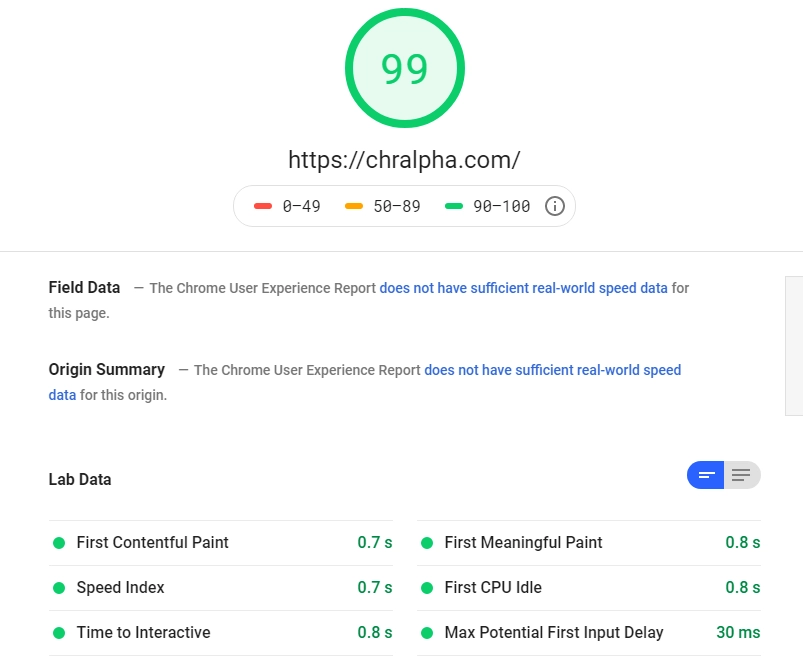 99
https://chralpha.com/
0–49 50–89 90–100
Field Data — The Chrome User Experience Report does not have sufficient real-world speed data for
this page.
Origin Summary — The Chrome User Experience Report does not have sufficient real-world speed
data for this origin.
Lab Data
First Contentful Paint 0.7 s First Meaningful Paint 0.8 s
Speed Index 0.7 s First CPU Idle 0.8 s
Time to Interactive 0.8 s Max Potential First Input Delay 30 ms